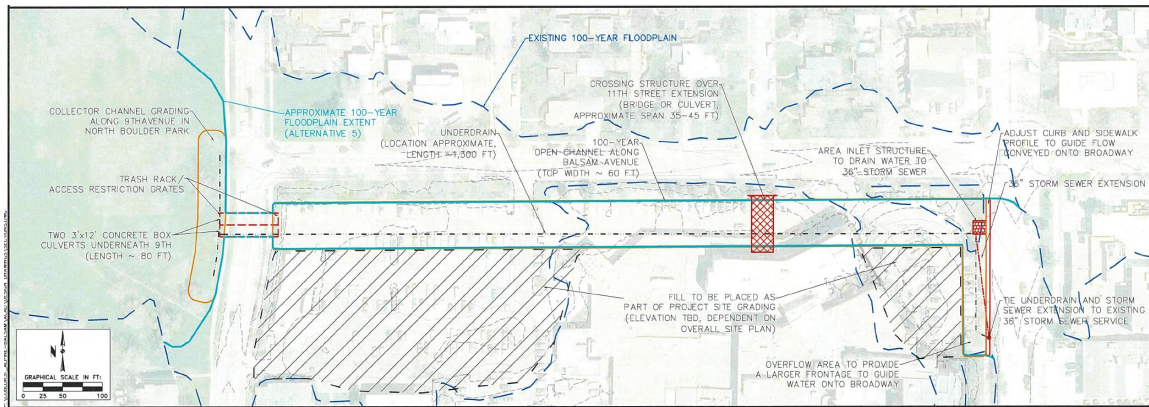 EXISTING 100-YEAR FLOODPLAIN
COLLECTOR CHANNEL GRADING
ALONG 9THAVENUE IN
NORTH BOULDER PARK
APPROXIMATE 100-YEAR
FLOODPLAIN EXTENT
(ALTERNATIVE 5)
UNDERDRAIN
(LOCATION APPROXIMATE,
LENGTH ~1,300 FT)
100-YEAR
OPEN CHANNEL ALONG
BALSAM AVENUE
(TOP WIDTH ~ 60 FT)
CROSSING STRUCTURE OVER
11TH STREET EXTENSION
(BRIDGE OR CULVERT,
APPROXIMATE SPAN 35-45 FT)
AREA INLET STRUCTURE
TO DRAIN WATER TO
36" STORM SEWER
ADJUST CURB AND SIDEWALK
PROFILE TO GUIDE FLOW
CONVEYED ONTO BROADWAY
36" STORM SEWER EXTENSION
TRASH RACK/
ACCESS RESTRICTION GRATES
TWO 3'x12' CONCRETE BOX
CULVERTS UNDERNEATH 9TH
(LENGTH ~ 80 FT)
FILL TO BE PLACED AS
PART OF PROJECT SITE GRADING
(ELEVATION TBD, DEPENDENT ON
OVERALL SITE PLAN)
TIE UNDERDRAIN AND STORM
SEWER EXTENSION TO EXISTING
36" STORM SEWER SERVICE
OVERFLOW AREA TO PROVIDE
A LARGER FRONTAGE TO GUIDE
WATER ONTO BROADWAY
N
GRAPHICAL SCALE IN FT:
0 25 50 100